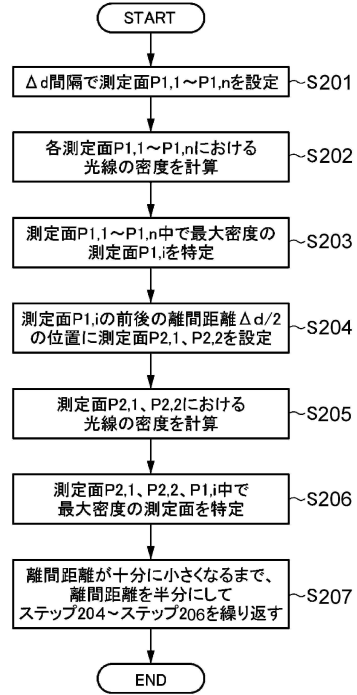 START
Δd間隔で測定面P1,1～P1,nを設定
S201
各測定面P1,1～P1,nにおける
光線の密度を計算
S202
測定面P1,1～P1,n中で最大密度の
測定面P1,iを特定
S203
測定面P1,iの前後の離間距離Δd/2
の位置に測定面P2,1、P2,2を設定
S204
測定面P2,1、P2,2における
光線の密度を計算
S205
測定面P2,1、P2,2、P1,i中で
最大密度の測定面を特定
S206
離間距離が十分に小さくなるまで、
離間距離を半分にして
ステップ204～ステップ206を繰り返す
S207
END